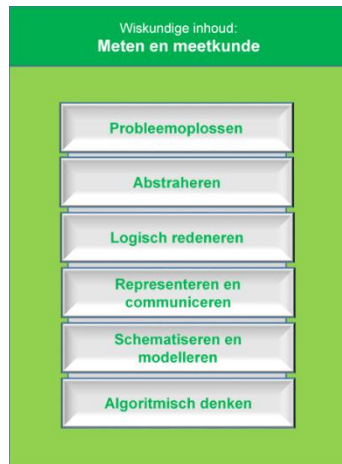 Wiskundige inhoud:
Meten en meetkunde
Probleemoplossen
Abstraheren
Logisch redeneren
Representeren en
communiceren
Schematiseren en
modelleren
Algoritmisch denken